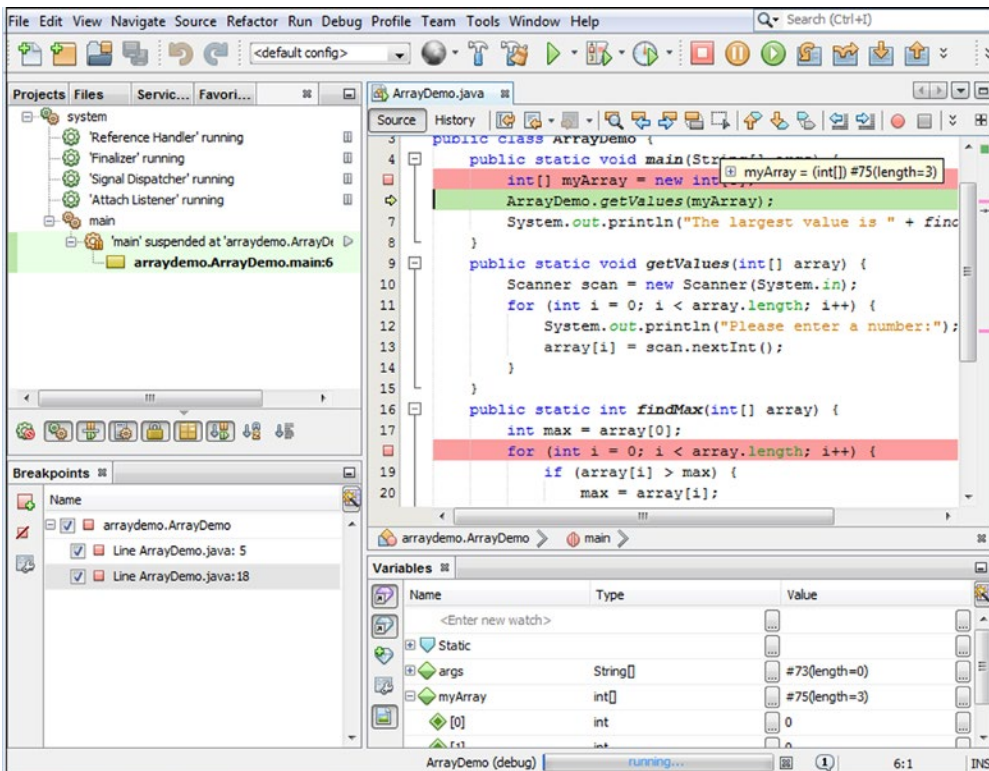 File Edit View Navigate Source Refactor Run Debug Profile Team Tools Window Help
Search (Ctrl+I)
<default config>
Projects Files Servic... Favori...
system
'Reference Handler' running
'Finalizer' running
'Signal Dispatcher' running
'Attach Listener' running
main
'main' suspended at 'arraydemo.ArrayDe
arraydemo.ArrayDemo.main:6
Breakpoints
Name
arraydemo.ArrayDemo
Line ArrayDemo.java: 5
Line ArrayDemo.java:18
ArrayDemo.java
Source History
3 public class ArrayDemo {
4 public static void main(String[] args) {
myArray = (int[]) #75(length=3)
int[] myArray = new int
ArrayDemo.getValues(myArray);
7 System.out.println("The largest value is " + find
8 }
9 public static void getValues(int[] array) {
10 Scanner scan = new Scanner(System.in);
11 for (int i = 0; i < array.length; i++) {
12 System.out.println("Please enter a number:");
13 array[i] = scan.nextInt();
14 }
15 }
16 public static int findMax(int[] array) {
17 int max = array[0];
for (int i = 0; i < array.length; i++) {
19 if (array[i] > max) {
20 max = array[i];
arraydemo.ArrayDemo main
Variables
Name Type Value
<Enter new watch>
Static
args String[] #73(length=0)
myArray int[] #75(length=3)
[0] int 0
[1] int 0
ArrayDemo (debug) running... 1 6:1 INS